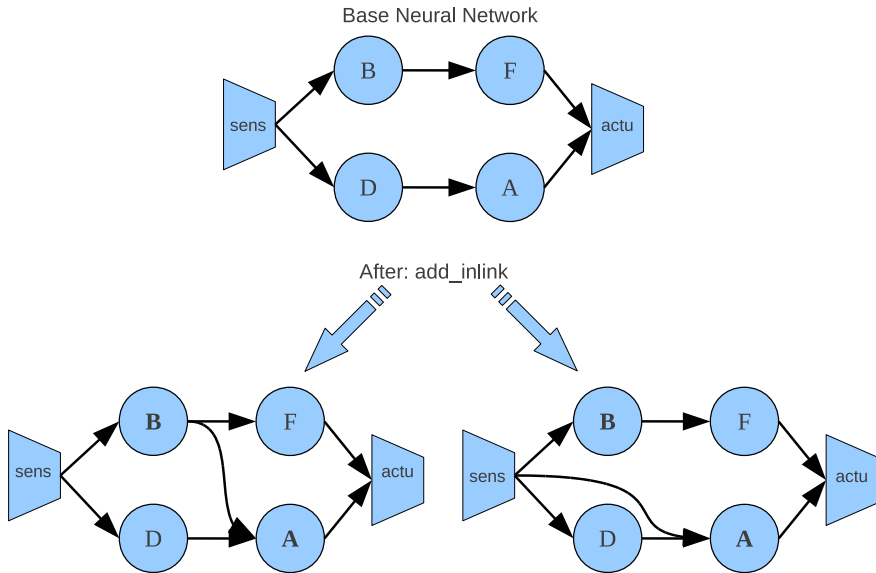 Base Neural Network
B
F
sens
actu
D
A
After: add_inlink
B
F
sens
actu
D
A
B
F
sens
actu
D
A